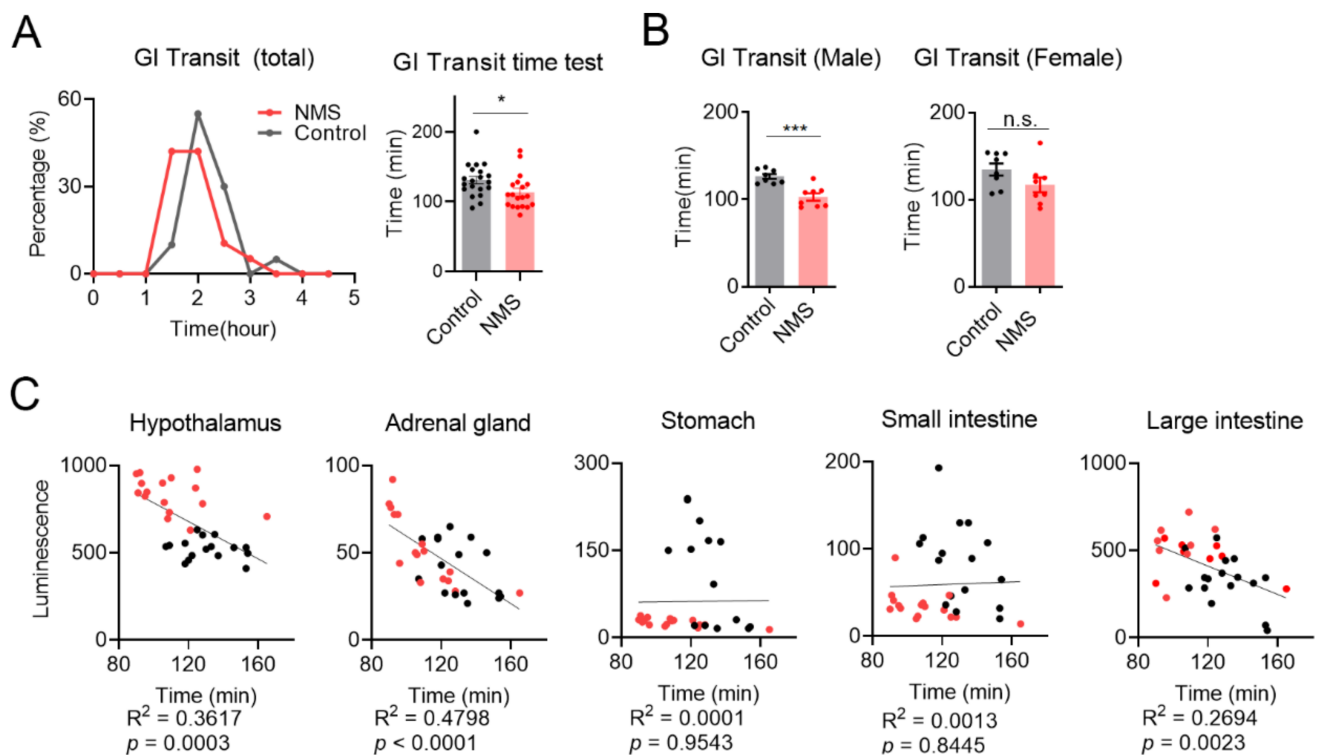 A
GI Transit (total)
Percentage (%)
60
30
0
0 1 2 3 4 5
Time(hour)
NMS
Control
GI Transit time test
*
Time (min)
200
100
0
Control
NMS
B
GI Transit (Male)
***
Time(min)
200
100
0
Control
NMS
GI Transit (Female)
n.s.
Time (min)
200
100
0
Control
NMS
C
Hypothalamus
Luminescence
1000
500
0
80 120 160
Time (min)
R² = 0.3617
p = 0.0003
Adrenal gland
100
50
0
80 120 160
Time (min)
R² = 0.4798
p < 0.0001
Stomach
300
150
0
80 120 160
Time (min)
R² = 0.0001
p = 0.9543
Small intestine
200
100
0
80 120 160
Time (min)
R² = 0.0013
p = 0.8445
Large intestine
1000
500
0
80 120 160
Time (min)
R² = 0.2694
p = 0.0023